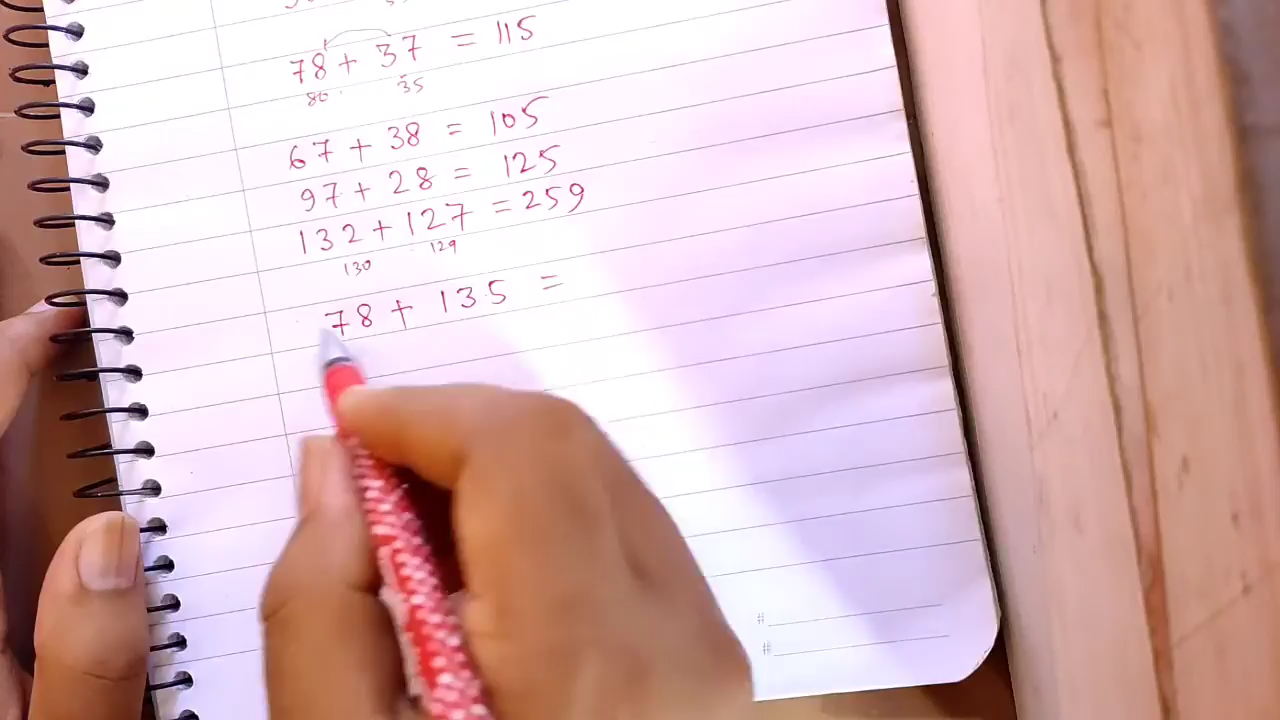 78 + 37 = 115
80 35
67 + 38 = 105
97 + 28 = 125
132 + 127 = 259
130 129
78 + 135 =
#
#